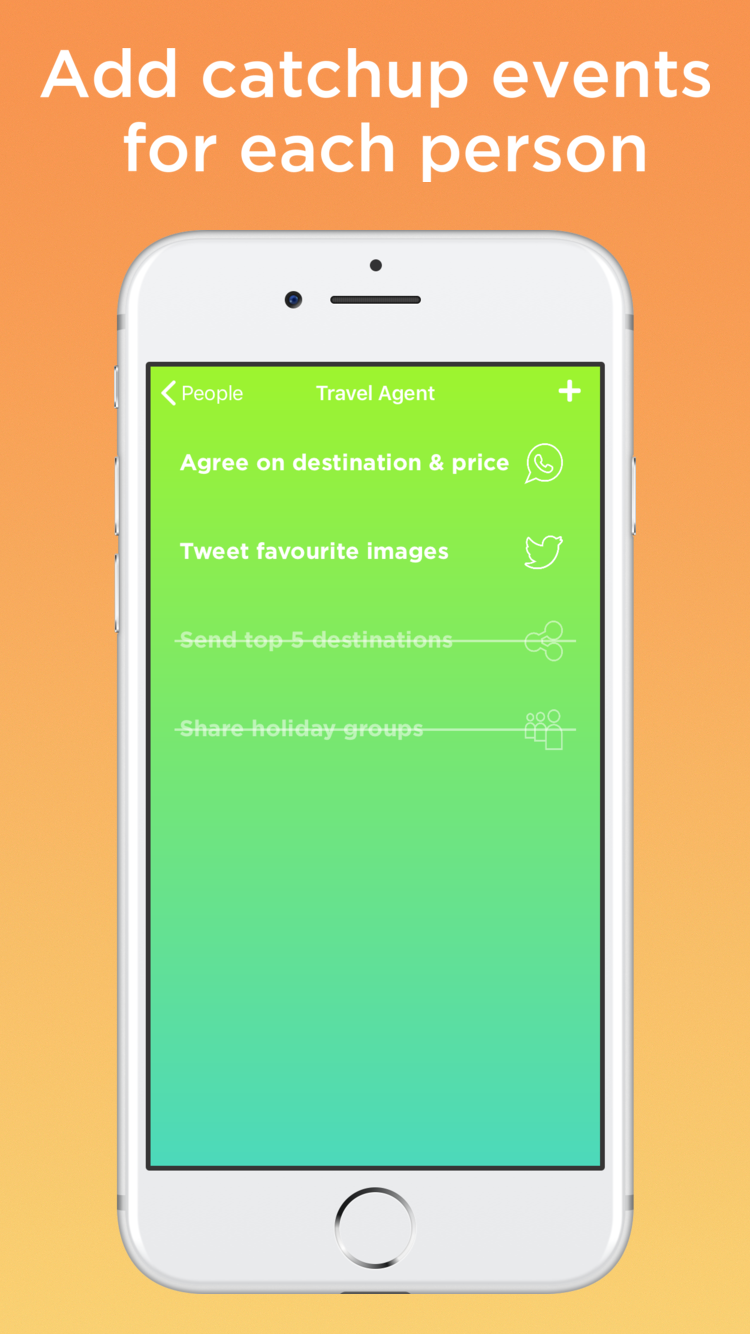 Add catchup events
for each person
People
Travel Agent
+
Agree on destination & price
Tweet favourite images
Send top 5 destinations
Share holiday groups